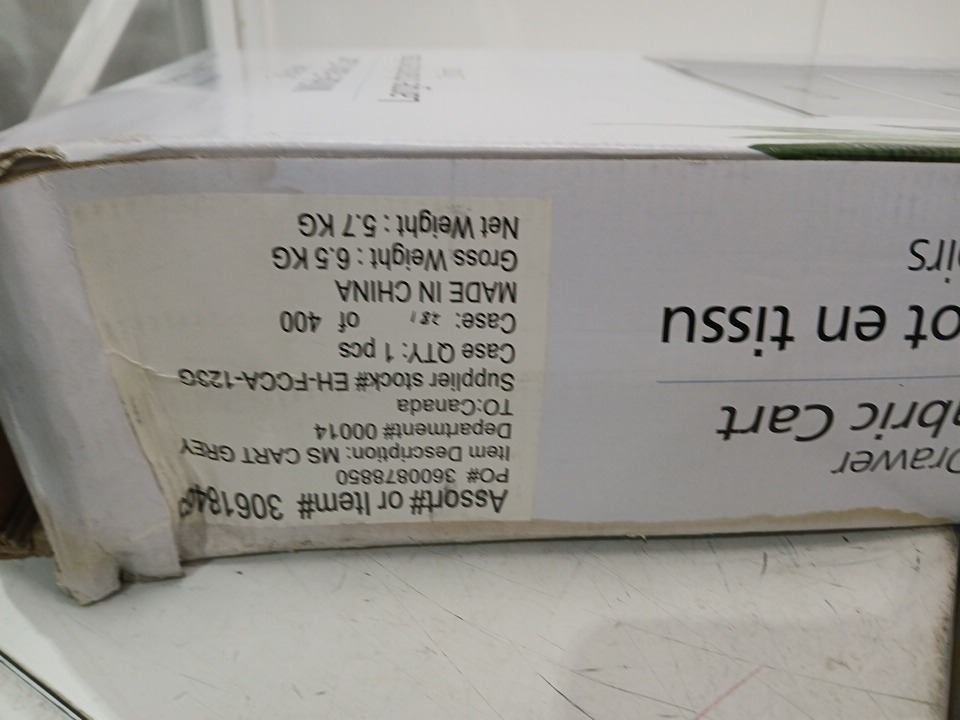 Assort# or Item# 306184
PO# 3600878850
Item Description: MS CART GREY
Department# 00014
TO:Canada
Supplier stock# EH-FCCA-123G
Case QTY: 1 pcs
Case: 281 of 400
MADE IN CHINA
Gross Weight : 6.5 KG
Net Weight : 5.7 KG
Drawer
abric Cart
ot en tissu
irs